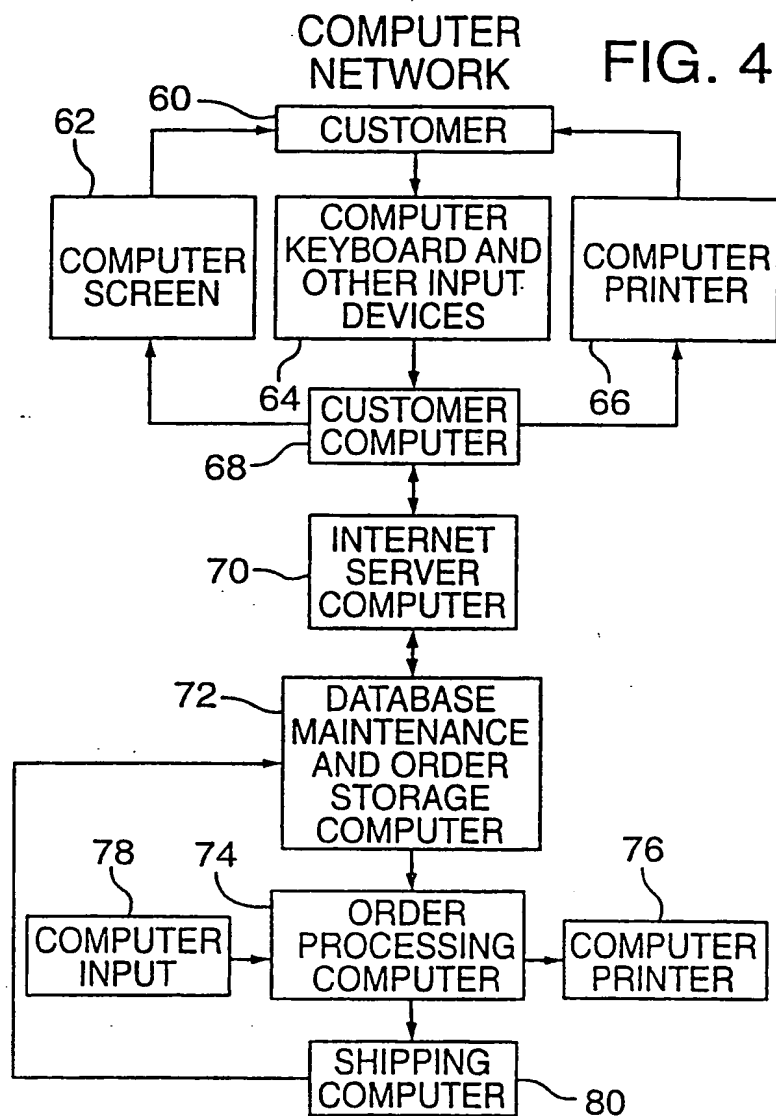 COMPUTER
NETWORK
FIG. 4
60
CUSTOMER
62
COMPUTER
SCREEN
COMPUTER
KEYBOARD AND
OTHER INPUT
DEVICES
COMPUTER
PRINTER
64
66
CUSTOMER
COMPUTER
68
INTERNET
SERVER
COMPUTER
70
72
DATABASE
MAINTENANCE
AND ORDER
STORAGE
COMPUTER
78
COMPUTER
INPUT
74
ORDER
PROCESSING
COMPUTER
76
COMPUTER
PRINTER
SHIPPING
COMPUTER
80